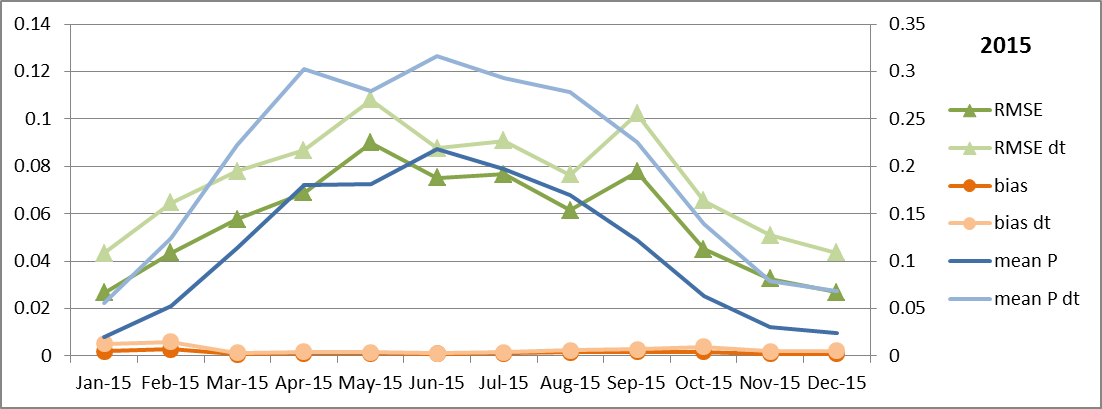 0.14
0.12
0.1
0.08
0.06
0.04
0.02
0
0.35
0.3
0.25
0.2
0.15
0.1
0.05
0
Jan-15 Feb-15 Mar-15 Apr-15 May-15 Jun-15 Jul-15 Aug-15 Sep-15 Oct-15 Nov-15 Dec-15
2015
RMSE
RMSE dt
bias
bias dt
mean P
mean P dt